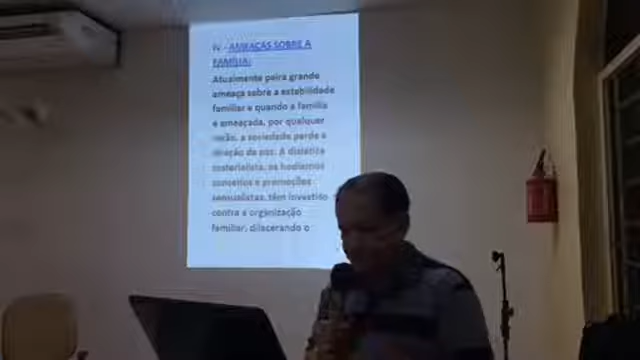 IV - AMEAÇAS SOBRE A
FAMÍLIA:
Atualmente paira grande
ameaça sobre a estabilidade
familiar e quando a família
é ameaçada, por qualquer
razão, a sociedade perde a
direção da paz. A dialética
materialista, os hodiernos
conceitos e promoções
sensualistas, têm investido
contra a organização
familiar, dilacerando o